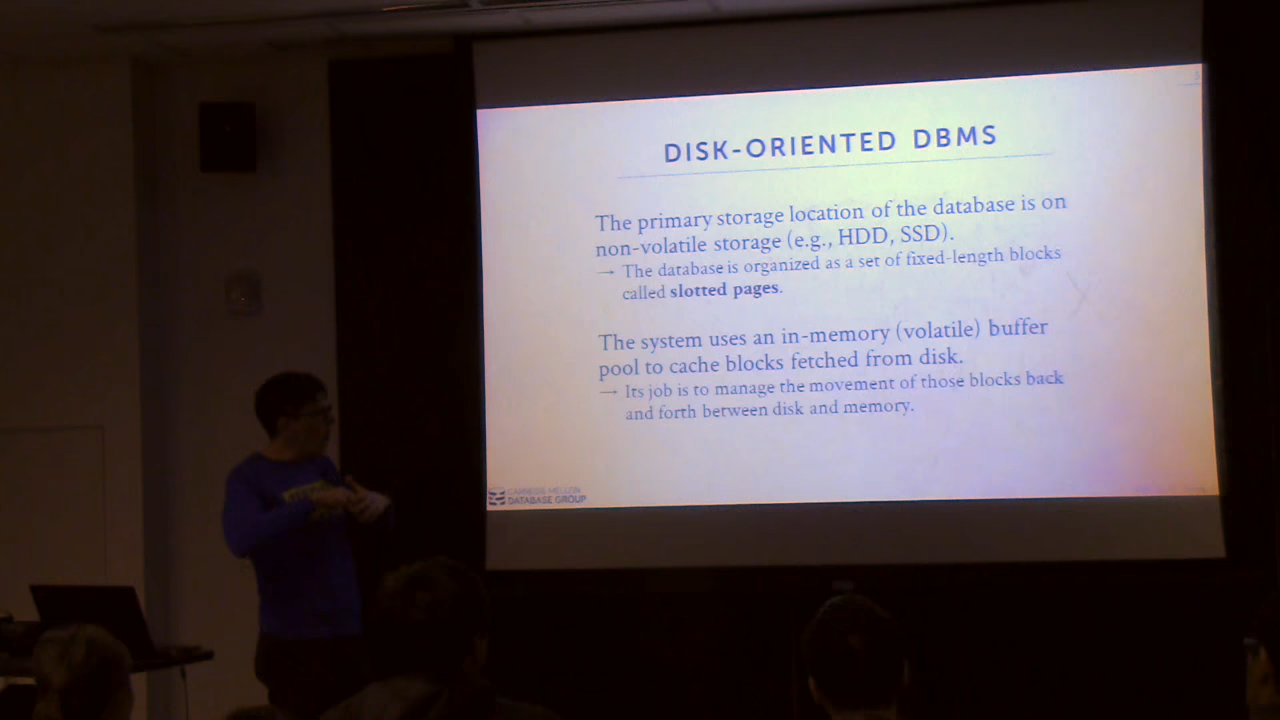 DISK-ORIENTED DBMS
The primary storage location of the database is on
non-volatile storage (e.g., HDD, SSD).
→ The database is organized as a set of fixed-length blocks
called slotted pages.
The system uses an in-memory (volatile) buffer
pool to cache blocks fetched from disk.
→ Its job is to manage the movement of those blocks back
and forth between disk and memory.
CARNEGIE MELLON
DATABASE GROUP